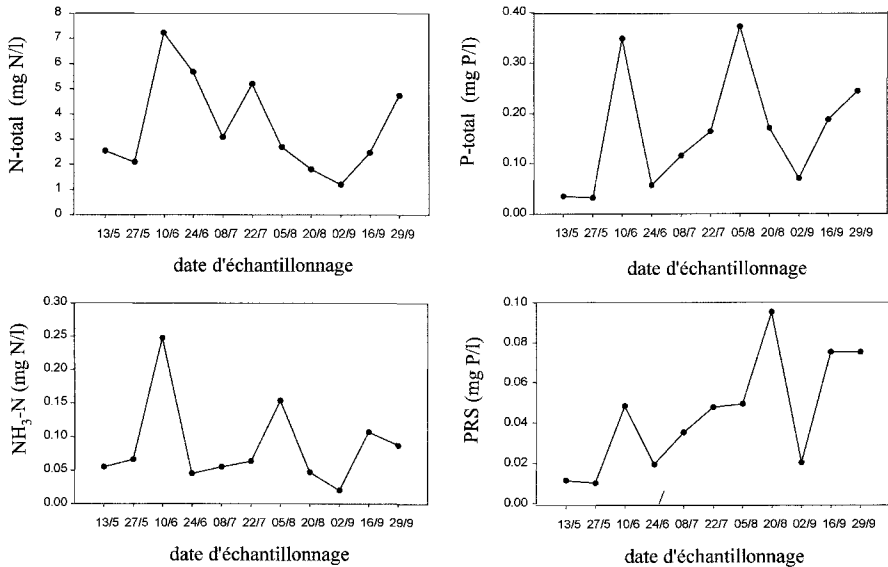 N-total (mg N/l)
8
7
6
5
4
3
2
1
0
13/5 27/5 10/6 24/6 08/7 22/7 05/8 20/8 02/9 16/9 29/9
date d'échantillonnage
P-total (mg P/l)
0.40
0.30
0.20
0.10
0.00
13/5 27/5 10/6 24/6 08/7 22/7 05/8 20/8 02/9 16/9 29/9
date d'échantillonnage
NH₃-N (mg N/l)
0.30
0.25
0.20
0.15
0.10
0.05
0.00
13/5 27/5 10/6 24/6 08/7 22/7 05/8 20/8 02/9 16/9 29/9
date d'échantillonnage
PRS (mg P/l)
0.10
0.08
0.06
0.04
0.02
0.00
13/5 27/5 10/6 24/6 08/7 22/7 05/8 20/8 02/9 16/9 29/9
date d'échantillonnage